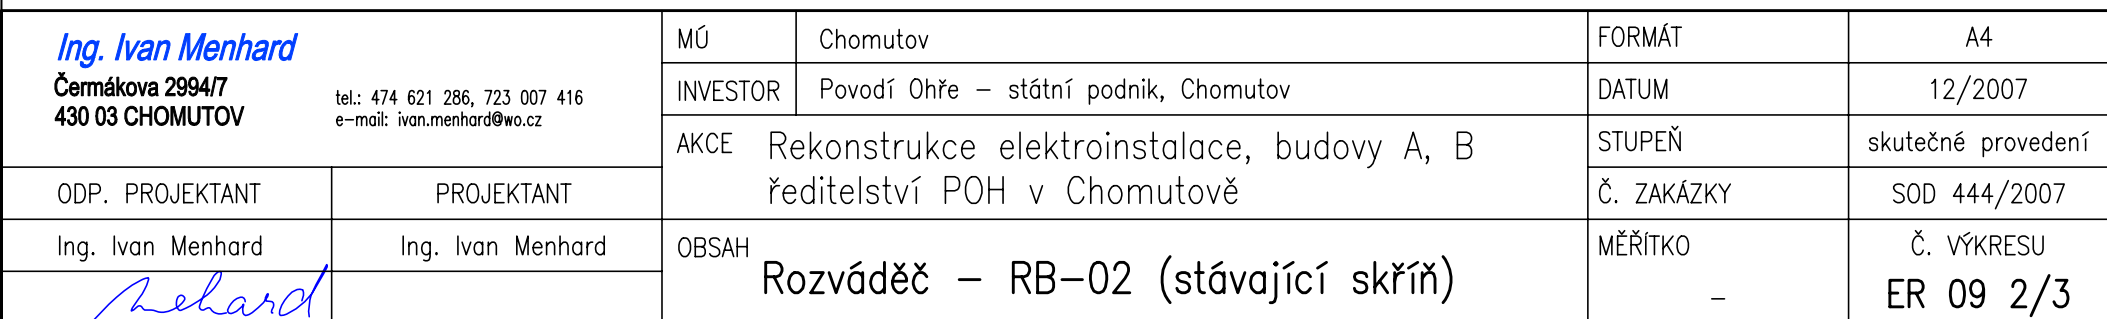 Ing. Ivan Menhard
Čermákova 2994/7
430 03 CHOMUTOV
tel.: 474 621 286, 723 007 416
e-mail: ivan.menhard@wo.cz
ODP. PROJEKTANT
PROJEKTANT
Ing. Ivan Menhard
Ing. Ivan Menhard
Menhard
MÚ
Chomutov
INVESTOR
Povodí Ohře – státní podnik, Chomutov
AKCE
Rekonstrukce elektroinstalace, budovy A, B
ředitelství POH v Chomutově
OBSAH
Rozváděč – RB-02 (stávající skříň)
FORMÁT
A4
DATUM
12/2007
STUPEŇ
skutečné provedení
Č. ZAKÁZKY
SOD 444/2007
MĚŘÍTKO
–
Č. VÝKRESU
ER 09 2/3